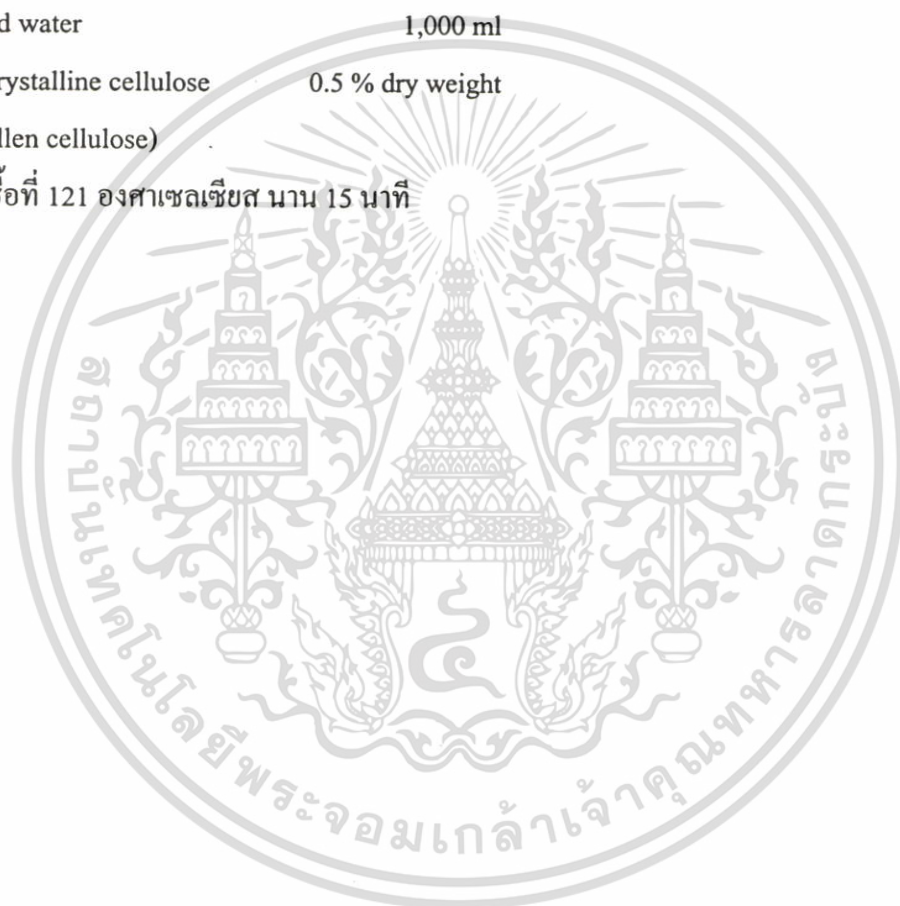 d water 1,000 ml
rystalline cellulose 0.5 % dry weight
llen cellulose)
ื้อที่ 121 องศาเซลเซียส นาน 15 นาที
สถาบันเทคโนโลยีพระจอมเกล้าเจ้าคุณทหารลาดกระบัง